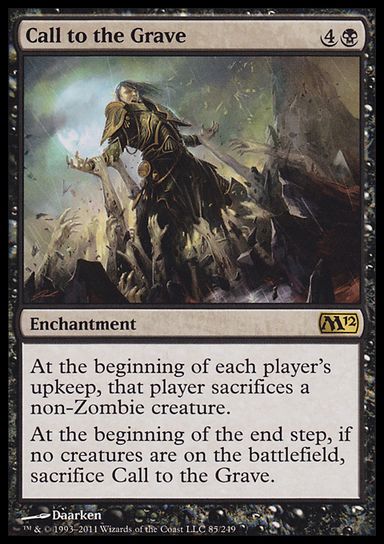 Call to the Grave 4
Enchantment M12
At the beginning of each player's
upkeep, that player sacrifices a
non-Zombie creature.
At the beginning of the end step, if
no creatures are on the battlefield,
sacrifice Call to the Grave.
Daarken
™ & © 1993–2011 Wizards of the Coast LLC 85/249